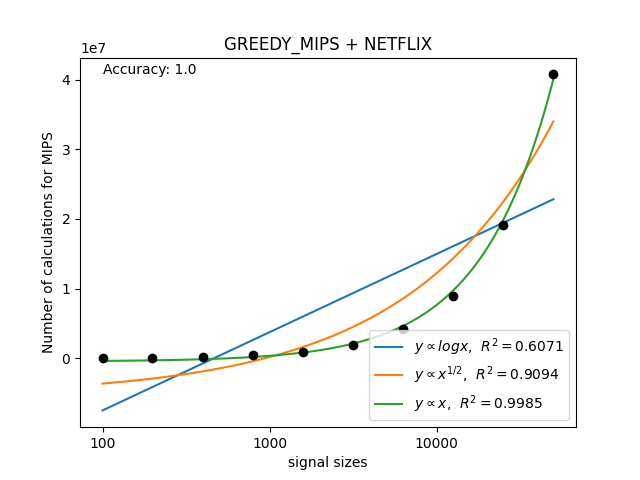 GREEDY_MIPS + NETFLIX
1e7
Accuracy: 1.0
4
3
2
1
0
Number of calculations for MIPS
y ∝ logx, R² = 0.6071
y ∝ x^{1/2}, R² = 0.9094
y ∝ x, R² = 0.9985
100 1000 10000
signal sizes